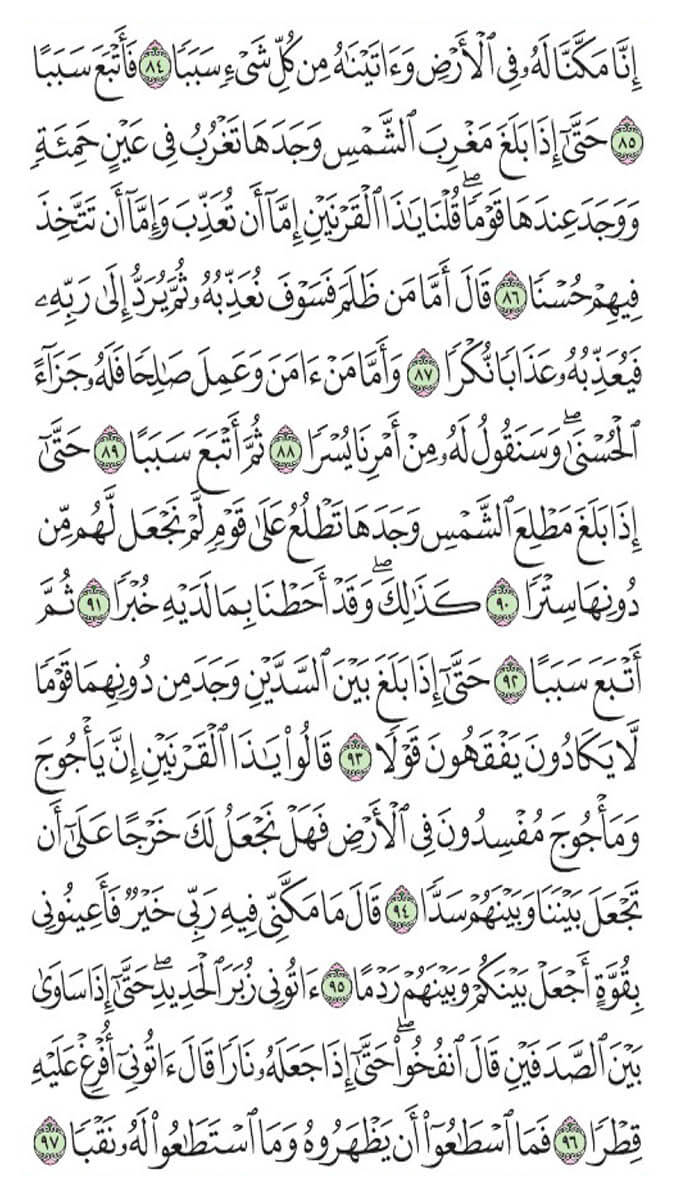 إِنَّا مَكَّنَّا لَهُۥ فِي ٱلۡأَرۡضِ وَءَاتَيۡنَٰهُ مِن كُلِّ شَيۡءٖ سَبَبٗا ٨٤ فَأَتۡبَعَ سَبَبًا
٨٥ حَتَّىٰٓ إِذَا بَلَغَ مَغۡرِبَ ٱلشَّمۡسِ وَجَدَهَا تَغۡرُبُ فِي عَيۡنٍ حَمِئَةٖ
وَوَجَدَ عِندَهَا قَوۡمٗاۖ قُلۡنَا يَٰذَا ٱلۡقَرۡنَيۡنِ إِمَّآ أَن تُعَذِّبَ وَإِمَّآ أَن تَتَّخِذَ
فِيهِمۡ حُسۡنٗا ٨٦ قَالَ أَمَّا مَن ظَلَمَ فَسَوۡفَ نُعَذِّبُهُۥ ثُمَّ يُرَدُّ إِلَىٰ رَبِّهِۦ
فَيُعَذِّبُهُۥ عَذَابٗا نُّكۡرٗا ٨٧ وَأَمَّا مَنۡ ءَامَنَ وَعَمِلَ صَٰلِحٗا فَلَهُۥ جَزَآءً
ٱلۡحُسۡنَىٰۖ وَسَنَقُولُ لَهُۥ مِنۡ أَمۡرِنَا يُسۡرٗا ٨٨ ثُمَّ أَتۡبَعَ سَبَبًا ٨٩ حَتَّىٰٓ
إِذَا بَلَغَ مَطۡلِعَ ٱلشَّمۡسِ وَجَدَهَا تَطۡلُعُ عَلَىٰ قَوۡمٖ لَّمۡ نَجۡعَل لَّهُم مِّن
دُونِهَا سِتۡرٗا ٩٠ كَذَٰلِكَۖ وَقَدۡ أَحَطۡنَا بِمَا لَدَيۡهِ خُبۡرٗا ٩١ ثُمَّ
أَتۡبَعَ سَبَبًا ٩٢ حَتَّىٰٓ إِذَا بَلَغَ بَيۡنَ ٱلسَّدَّيۡنِ وَجَدَ مِن دُونِهِمَا قَوۡمٗا
لَّا يَكَادُونَ يَفۡقَهُونَ قَوۡلٗا ٩٣ قَالُواْ يَٰذَا ٱلۡقَرۡنَيۡنِ إِنَّ يَأۡجُوجَ
وَمَأۡجُوجَ مُفۡسِدُونَ فِي ٱلۡأَرۡضِ فَهَلۡ نَجۡعَلُ لَكَ خَرۡجًا عَلَىٰٓ أَن
تَجۡعَلَ بَيۡنَنَا وَبَيۡنَهُمۡ سَدّٗا ٩٤ قَالَ مَا مَكَّنِّي فِيهِ رَبِّي خَيۡرٞ فَأَعِينُونِي
بِقُوَّةٍ أَجۡعَلۡ بَيۡنَكُمۡ وَبَيۡنَهُمۡ رَدۡمًا ٩٥ ءَاتُونِي زُبَرَ ٱلۡحَدِيدِۖ حَتَّىٰٓ إِذَا سَاوَىٰ
بَيۡنَ ٱلصَّدَفَيۡنِ قَالَ ٱنفُخُواْۖ حَتَّىٰٓ إِذَا جَعَلَهُۥ نَارٗا قَالَ ءَاتُونِيٓ أُفۡرِغۡ عَلَيۡهِ
قِطۡرٗا ٩٦ فَمَا ٱسۡطَٰعُوٓاْ أَن يَظۡهَرُوهُ وَمَا ٱسۡتَطَٰعُواْ لَهُۥ نَقۡبٗا ٩٧